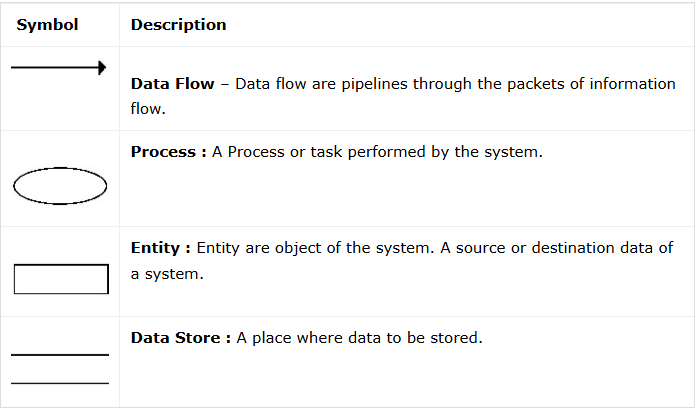 Symbol Description
Data Flow – Data flow are pipelines through the packets of information
flow.
Process : A Process or task performed by the system.
Entity : Entity are object of the system. A source or destination data of
a system.
Data Store : A place where data to be stored.